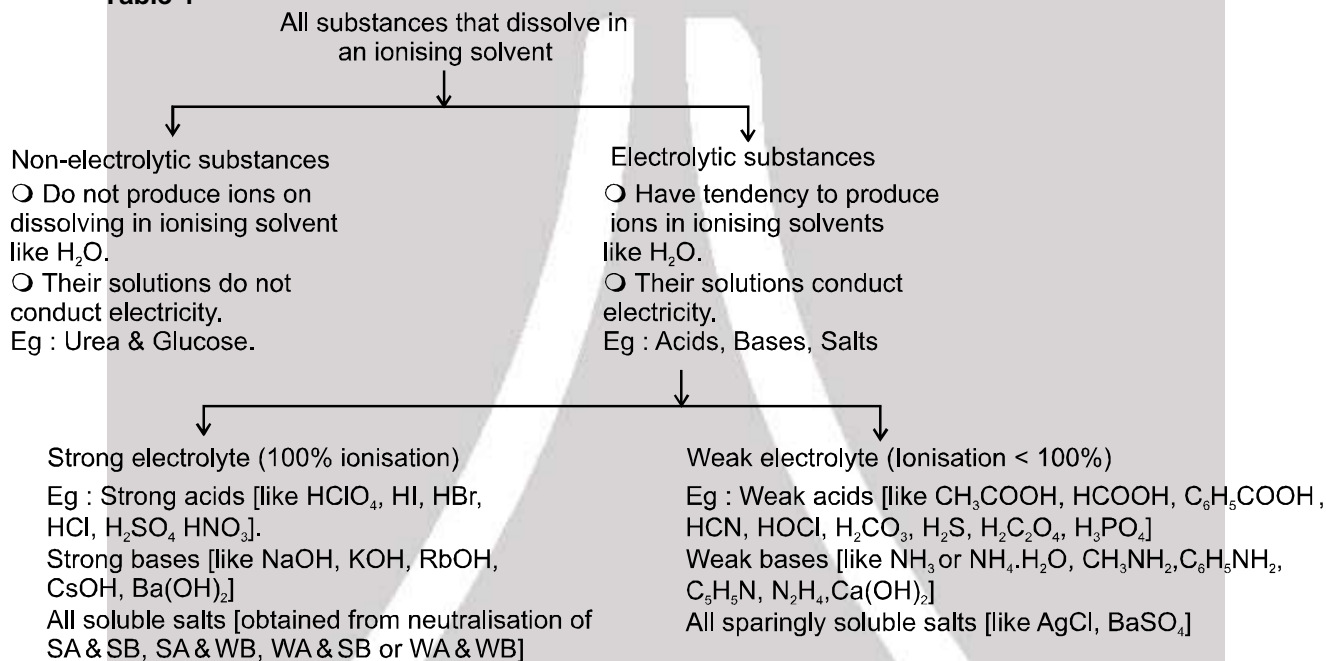 Table-1
All substances that dissolve in
an ionising solvent
Non-electrolytic substances
❍ Do not produce ions on
dissolving in ionising solvent
like H₂O.
❍ Their solutions do not
conduct electricity.
Eg : Urea & Glucose.
Electrolytic substances
❍ Have tendency to produce
ions in ionising solvents
like H₂O.
❍ Their solutions conduct
electricity.
Eg : Acids, Bases, Salts
Strong electrolyte (100% ionisation)
Eg : Strong acids [like HClO₄, HI, HBr,
HCl, H₂SO₄ HNO₃].
Strong bases [like NaOH, KOH, RbOH,
CsOH, Ba(OH)₂]
All soluble salts [obtained from neutralisation of
SA & SB, SA & WB, WA & SB or WA & WB]
Weak electrolyte (Ionisation < 100%)
Eg : Weak acids [like CH₃COOH, HCOOH, C₆H₅COOH,
HCN, HOCl, H₂CO₃, H₂S, H₂C₂O₄, H₃PO₄]
Weak bases [like NH₃ or NH₄.H₂O, CH₃NH₂,C₆H₅NH₂,
C₅H₅N, N₂H₄,Ca(OH)₂]
All sparingly soluble salts [like AgCl, BaSO₄]